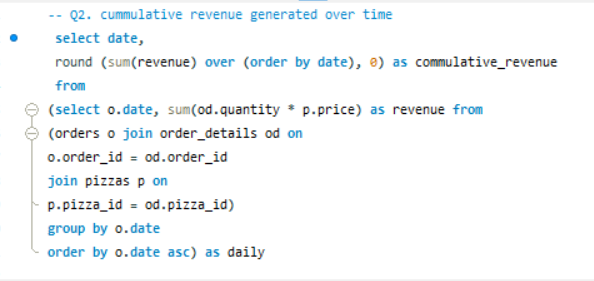 -- Q2. cummulative revenue generated over time
select date,
round (sum(revenue) over (order by date), 0) as commulative_revenue
from
(select o.date, sum(od.quantity * p.price) as revenue from
(orders o join order_details od on
o.order_id = od.order_id
join pizzas p on
p.pizza_id = od.pizza_id)
group by o.date
order by o.date asc) as daily